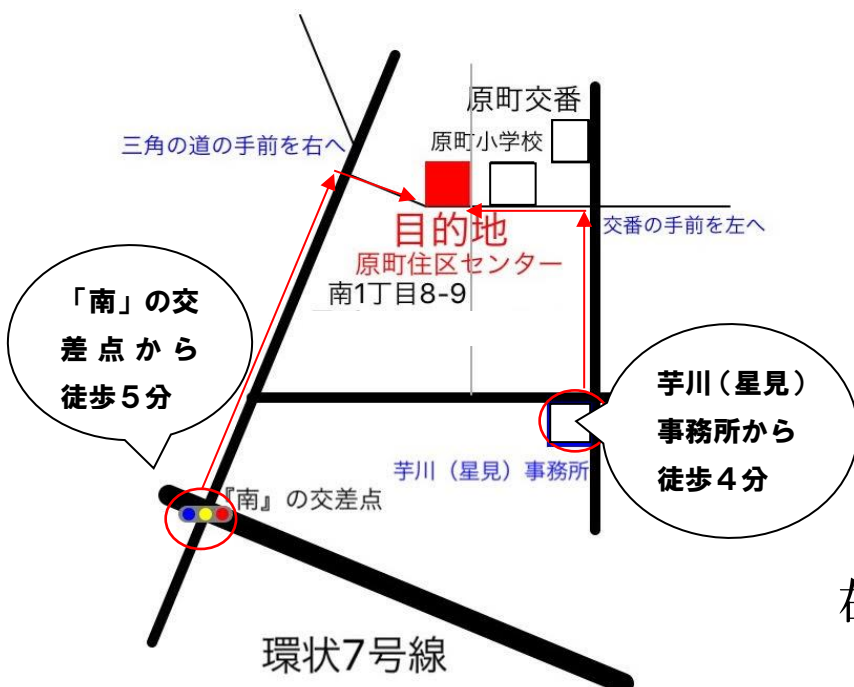 原町交番
原町小学校
三角の道の手前を右へ
交番の手前を左へ
目的地
原町住区センター
南1丁目8-9
「南」の交
差点から
徒歩5分
芋川（星見）
事務所から
徒歩4分
芋川（星見）事務所
『南』の交差点
環状7号線